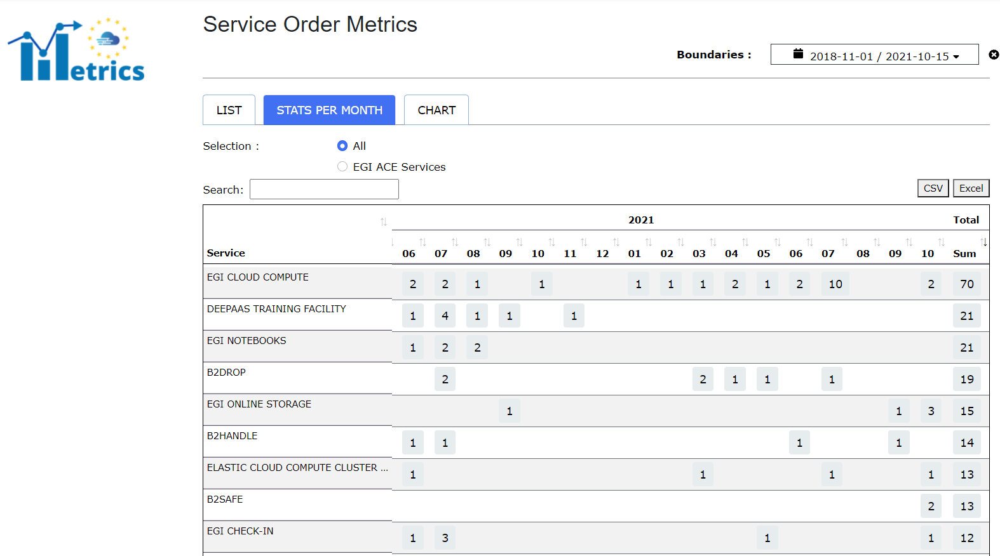 Metrics
Service Order Metrics
Boundaries :
2018-11-01 / 2021-10-15
LIST
STATS PER MONTH
CHART
Selection :
All
EGI ACE Services
Search:
CSV
Excel
2021 Total
Service 06 07 08 09 10 11 12 01 02 03 04 05 06 07 08 09 10 Sum
EGI CLOUD COMPUTE 2 2 1 1 1 1 1 2 1 2 10 2 70
DEEPAAS TRAINING FACILITY 1 4 1 1 1 21
EGI NOTEBOOKS 1 2 2 21
B2DROP 2 2 1 1 1 19
EGI ONLINE STORAGE 1 1 3 15
B2HANDLE 1 1 1 1 14
ELASTIC CLOUD COMPUTE CLUSTER ... 1 1 1 1 13
B2SAFE 2 13
EGI CHECK-IN 1 3 1 1 12